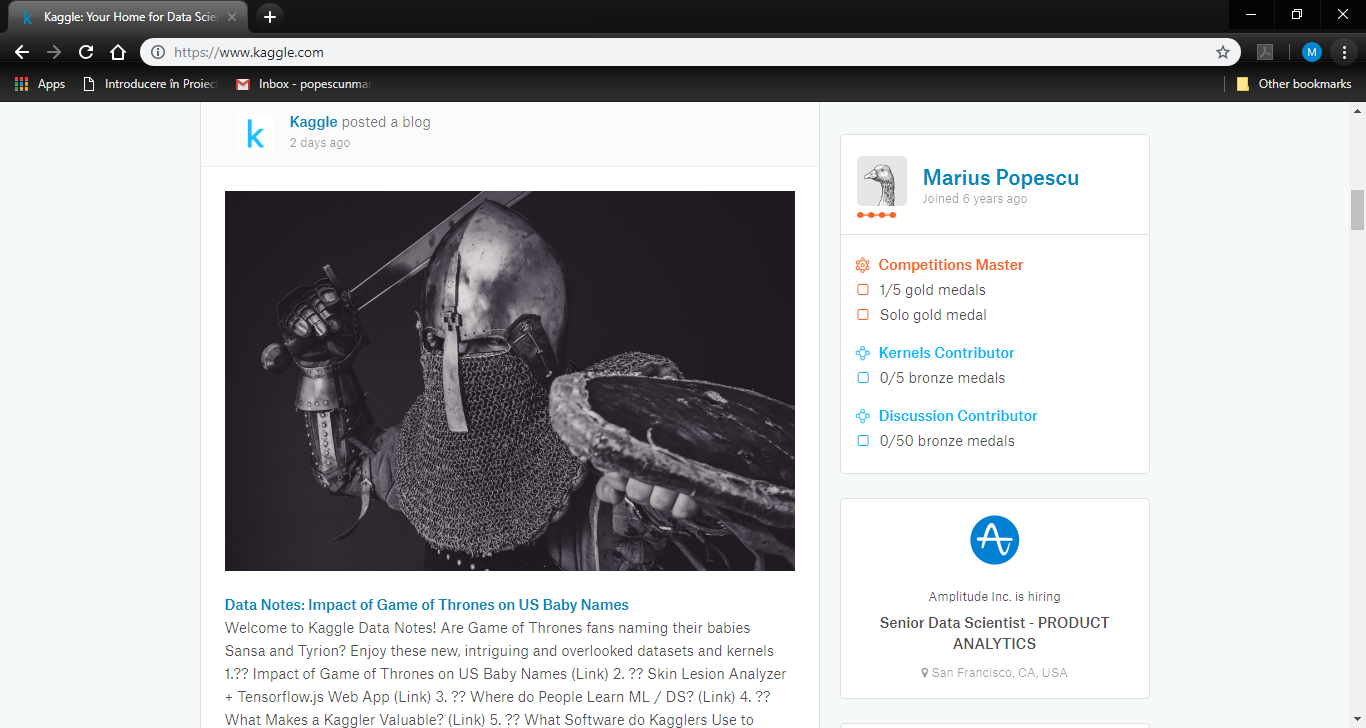 Kaggle: Your Home for Data Scie
https://www.kaggle.com
M
Apps
Introducere în Proiec
Inbox - popescunmar
Other bookmarks
k
Kaggle posted a blog
2 days ago
Data Notes: Impact of Game of Thrones on US Baby Names
Welcome to Kaggle Data Notes! Are Game of Thrones fans naming their babies
Sansa and Tyrion? Enjoy these new, intriguing and overlooked datasets and kernels
1.?? Impact of Game of Thrones on US Baby Names (Link) 2. ?? Skin Lesion Analyzer
+ Tensorflow.js Web App (Link) 3. ?? Where do People Learn ML / DS? (Link) 4. ??
What Makes a Kaggler Valuable? (Link) 5. ?? What Software do Kagglers Use to
Marius Popescu
Joined 6 years ago
Competitions Master
1/5 gold medals
Solo gold medal
Kernels Contributor
0/5 bronze medals
Discussion Contributor
0/50 bronze medals
Amplitude Inc. is hiring
Senior Data Scientist - PRODUCT
ANALYTICS
San Francisco, CA, USA